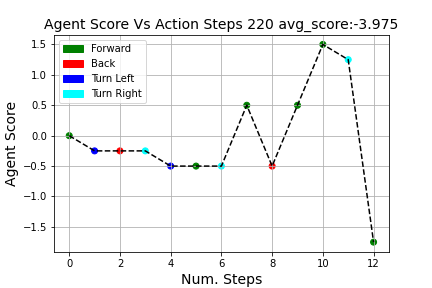 Agent Score Vs Action Steps 220 avg_score:-3.975
Forward
Back
Turn Left
Turn Right
Agent Score
1.5
1.0
0.5
0.0
−0.5
−1.0
−1.5
0 2 4 6 8 10 12
Num. Steps